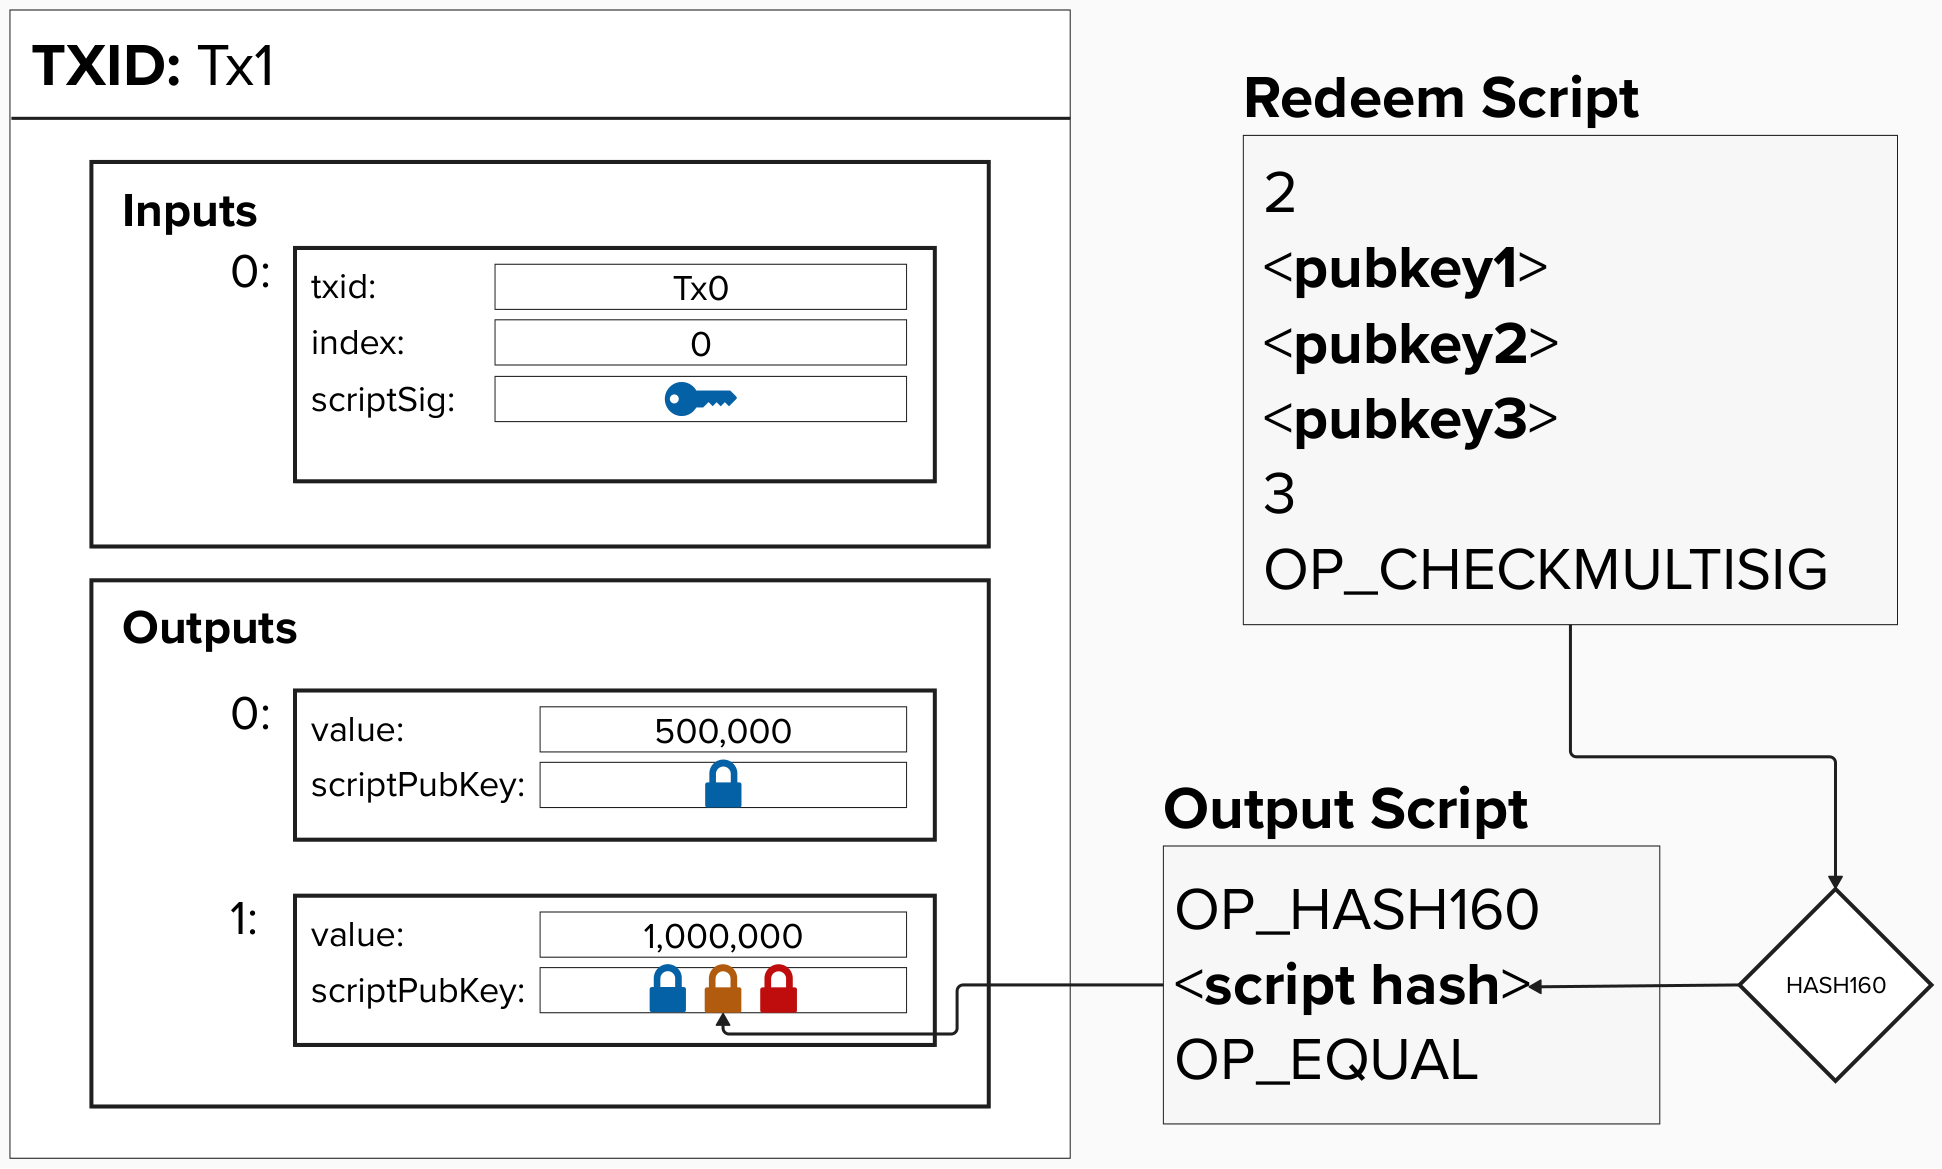 TXID: Tx1
Inputs
0:
txid: Tx0
index: 0
scriptSig:
Outputs
0:
value: 500,000
scriptPubKey:
1:
value: 1,000,000
scriptPubKey:
Redeem Script
2
<pubkey1>
<pubkey2>
<pubkey3>
3
OP_CHECKMULTISIG
Output Script
OP_HASH160
<script hash>
OP_EQUAL
HASH160